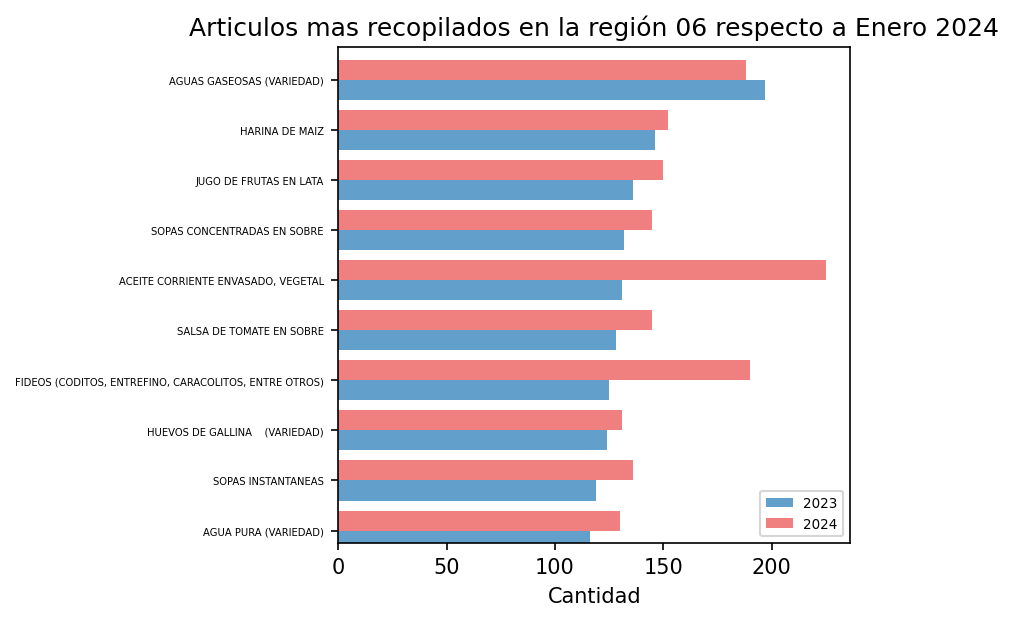 Articulos mas recopilados en la región 06 respecto a Enero 2024
AGUAS GASEOSAS (VARIEDAD)
HARINA DE MAIZ
JUGO DE FRUTAS EN LATA
SOPAS CONCENTRADAS EN SOBRE
ACEITE CORRIENTE ENVASADO, VEGETAL
SALSA DE TOMATE EN SOBRE
FIDEOS (CODITOS, ENTREFINO, CARACOLITOS, ENTRE OTROS)
HUEVOS DE GALLINA    (VARIEDAD)
SOPAS INSTANTANEAS
AGUA PURA (VARIEDAD)
2023
2024
0 50 100 150 200
Cantidad